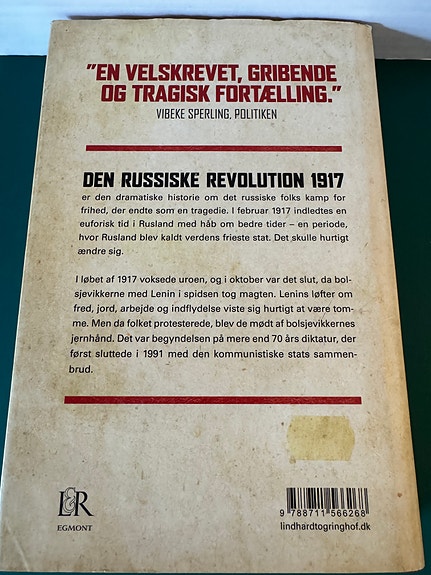 ”EN VELSKREVET, GRIBENDE
OG TRAGISK FORTÆLLING.”
VIBEKE SPERLING, POLITIKEN
DEN RUSSISKE REVOLUTION 1917
er den dramatiske historie om det russiske folks kamp for
frihed, der endte som en tragedie. I februar 1917 indledtes en
euforisk tid i Rusland med håb om bedre tider – en periode,
hvor Rusland blev kaldt verdens frieste stat. Det skulle hurtigt
ændre sig.
I løbet af 1917 voksede uroen, og i oktober var det slut, da bol-
sjevikkerne med Lenin i spidsen tog magten. Lenins løfter om
fred, jord, arbejde og indflydelse viste sig hurtigt at være tom-
me. Men da folket protesterede, blev de mødt af bolsjevikkernes
jernhånd. Det var begyndelsen på mere end 70 års diktatur, der
først sluttede i 1991 med den kommunistiske stats sammen-
brud.
L&R
EGMONT
9 788711 566268
lindhardtogringhof.dk